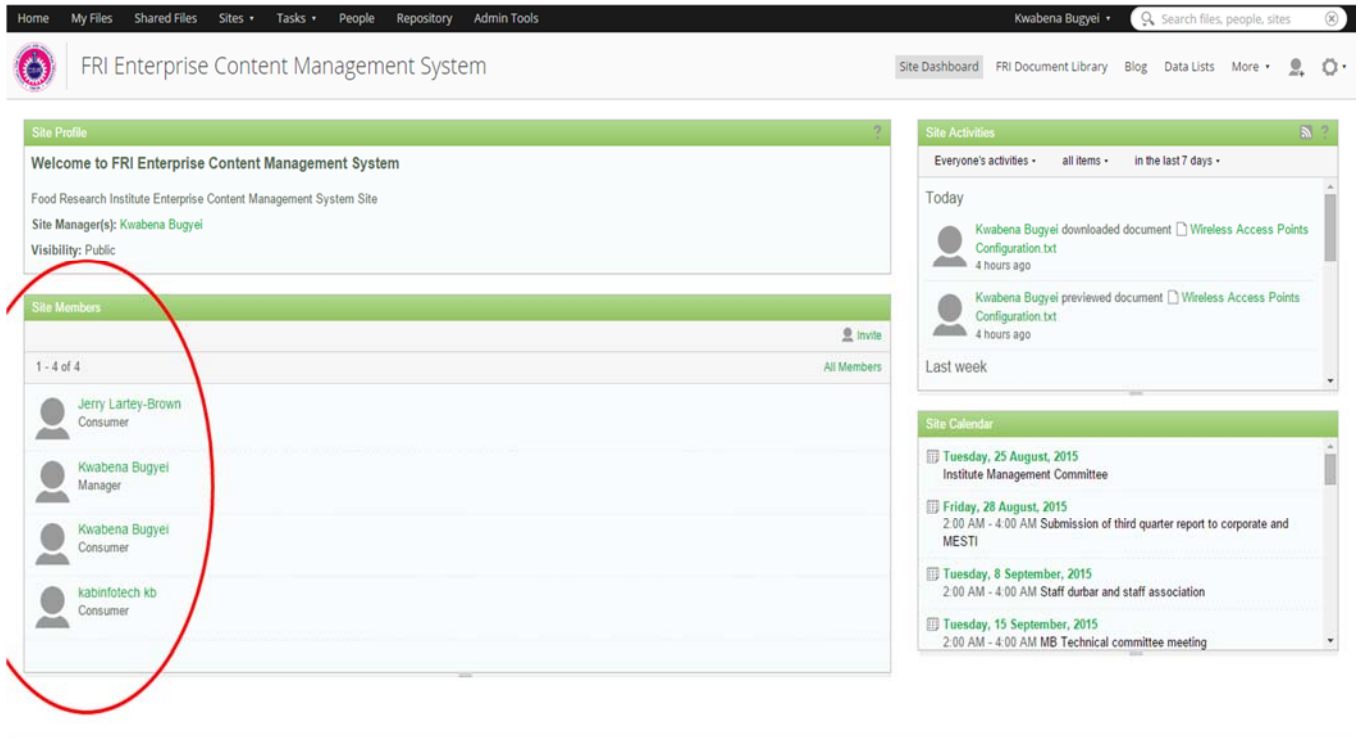 Home My Files Shared Files Sites Tasks People Repository Admin Tools Kwabena Bugyei Search files, people, sites
FRI Enterprise Content Management System
Site Dashboard FRI Document Library Blog Data Lists More
Site Profile ?
Welcome to FRI Enterprise Content Management System
Food Research Institute Enterprise Content Management System Site
Site Manager(s): Kwabena Bugyei
Visibility: Public
Site Members
Invite
1 - 4 of 4 All Members
Jerry Lartey-Brown
Consumer
Kwabena Bugyei
Manager
Kwabena Bugyei
Consumer
kabinfotech kb
Consumer
Site Activities ?
Everyone's activities all items in the last 7 days
Today
Kwabena Bugyei downloaded document Wireless Access Points
Configuration.txt
4 hours ago
Kwabena Bugyei previewed document Wireless Access Points
Configuration.txt
4 hours ago
Last week
Site Calendar
Tuesday, 25 August, 2015
Institute Management Committee
Friday, 28 August, 2015
2:00 AM - 4:00 AM Submission of third quarter report to corporate and
MESTI
Tuesday, 8 September, 2015
2:00 AM - 4:00 AM Staff durbar and staff association
Tuesday, 15 September, 2015
2:00 AM - 4:00 AM MB Technical committee meeting